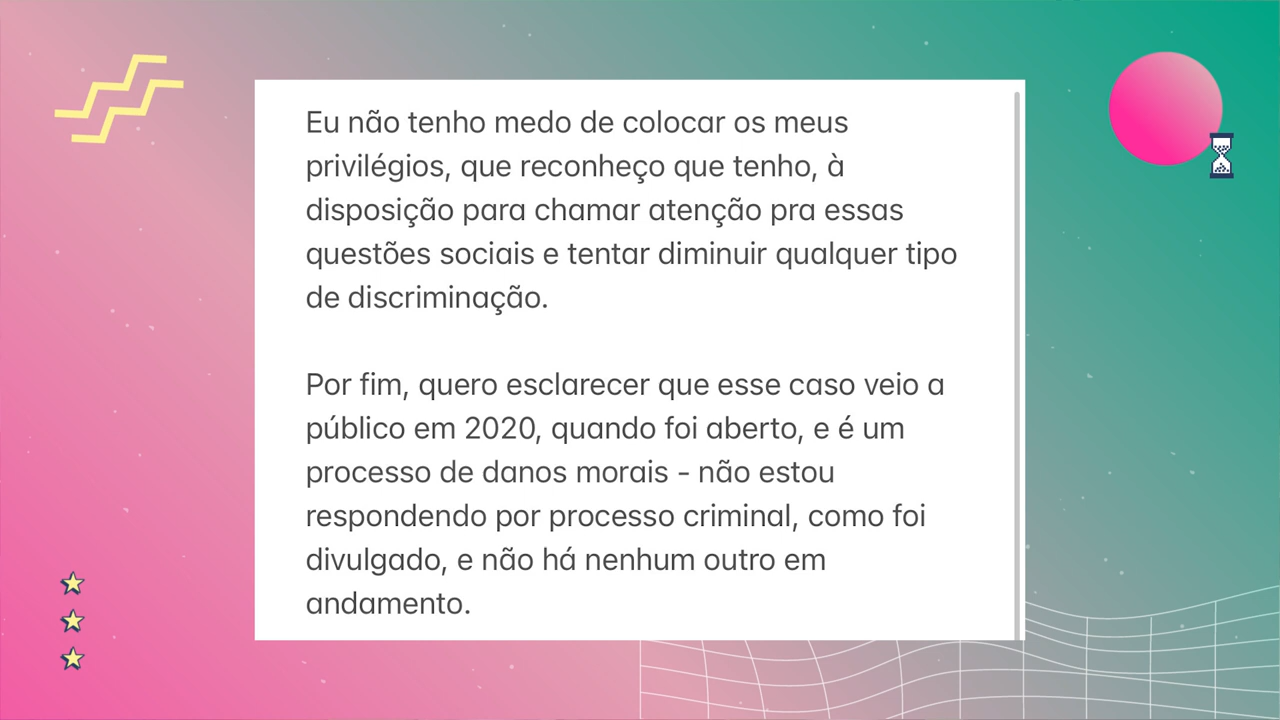 Eu não tenho medo de colocar os meus
privilégios, que reconheço que tenho, à
disposição para chamar atenção pra essas
questões sociais e tentar diminuir qualquer tipo
de discriminação.
Por fim, quero esclarecer que esse caso veio a
público em 2020, quando foi aberto, e é um
processo de danos morais - não estou
respondendo por processo criminal, como foi
divulgado, e não há nenhum outro em
andamento.